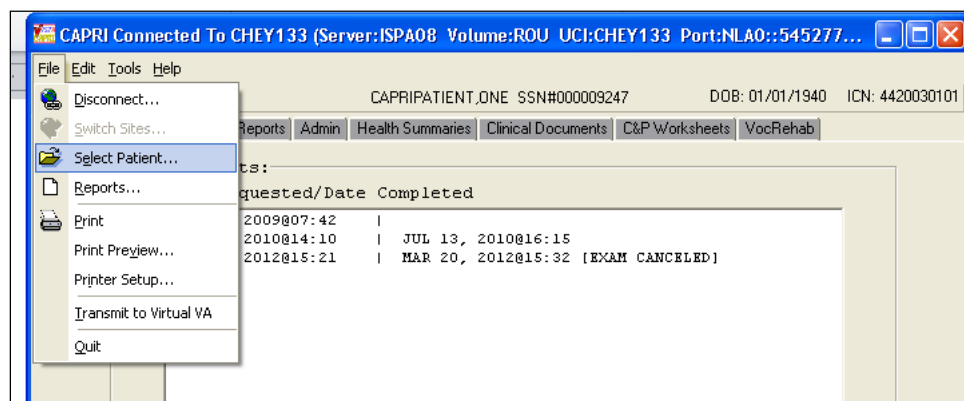 CAPRI Connected To CHEY133 (Server:ISPA08 Volume:ROU UCI:CHEY133 Port:NLA0::545277...
File Edit Tools Help
CAPRIPATIENT,ONE SSN#000009247 DOB: 01/01/1940 ICN: 4420030101
Reports Admin Health Summaries Clinical Documents C&P Worksheets VocRehab
Disconnect...
Switch Sites...
Select Patient...
Reports...
Print
Print Preview...
Printer Setup...
Transmit to Virtual VA
Quit
ts:
quested/Date Completed
2009@07:42 |
2010@14:10 | JUL 13, 2010@16:15
2012@15:21 | MAR 20, 2012@15:32 [EXAM CANCELED]